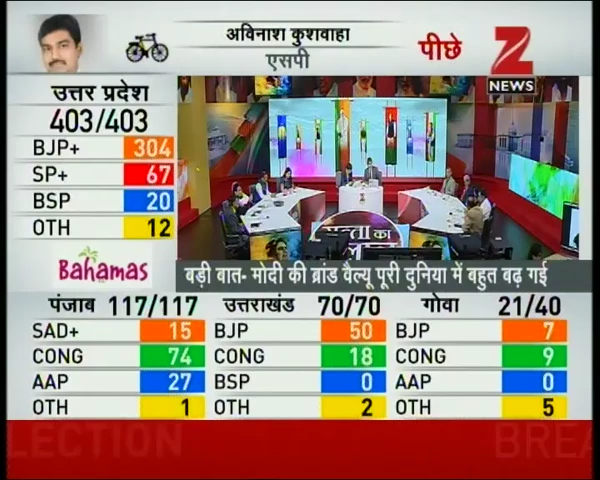 अविनाश कुशवाहा
एसपी
पीछे
Z
NEWS
उत्तर प्रदेश
403/403
BJP+ 304
SP+ 67
BSP 20
OTH 12
Bahamas
बड़ी बात- मोदी की ब्रांड वैल्यू पूरी दुनिया में बहुत बढ़ गई
पंजाब 117/117
SAD+ 15
CONG 74
AAP 27
OTH 1
उत्तराखंड 70/70
BJP 50
CONG 18
BSP 0
OTH 2
गोवा 21/40
BJP 7
CONG 9
AAP 0
OTH 5
LECTION BREA